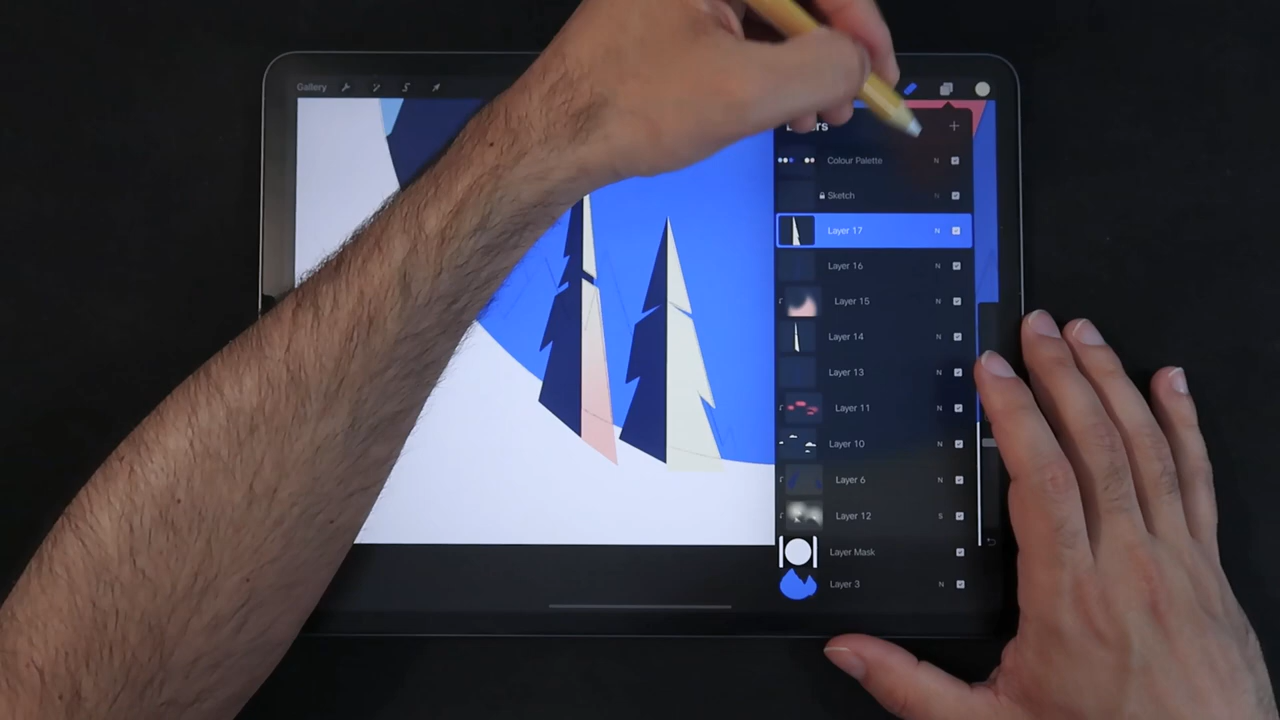 Gallery
Colour Palette N
Sketch N
Layer 17 N
Layer 16 N
Layer 15 N
Layer 14 N
Layer 13 N
Layer 11 N
Layer 10 N
Layer 6 N
Layer 12 S
Layer Mask
Layer 3 N